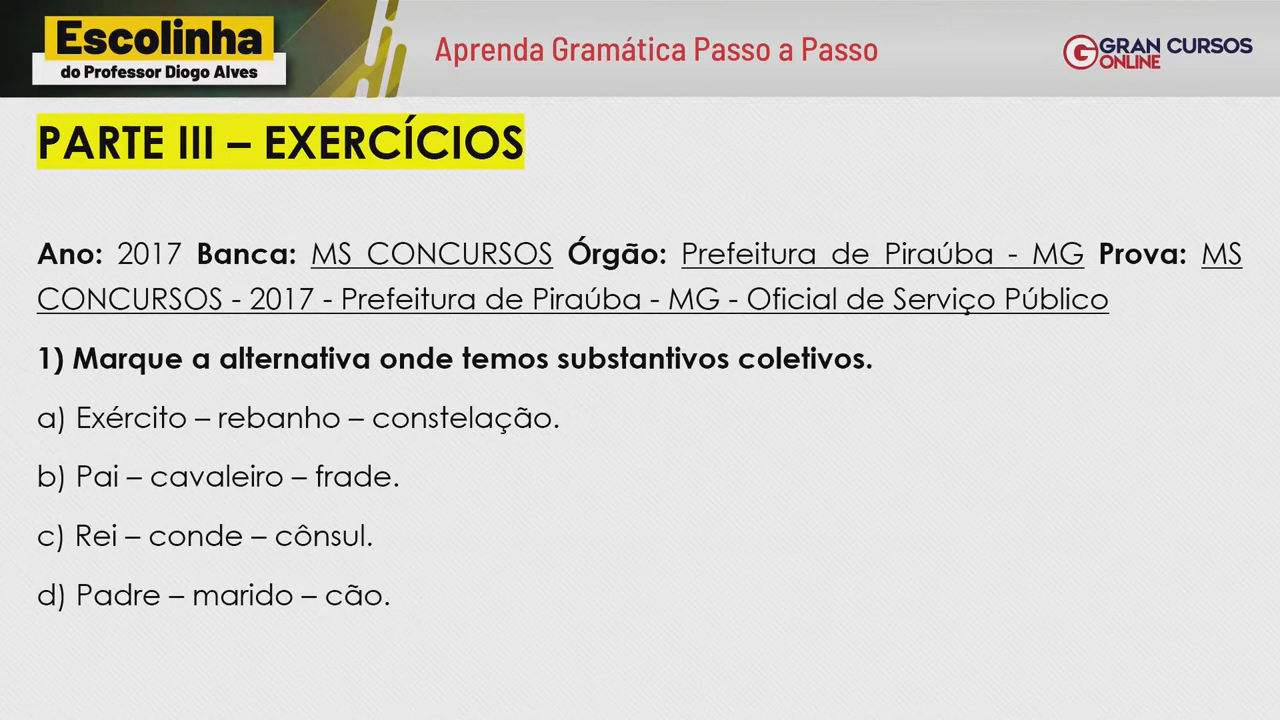 Escolinha
do Professor Diogo Alves
Aprenda Gramática Passo a Passo
GRAN CURSOS
ONLINE
PARTE III – EXERCÍCIOS
Ano: 2017 Banca: MS CONCURSOS Órgão: Prefeitura de Piraúba - MG Prova: MS
CONCURSOS - 2017 - Prefeitura de Piraúba - MG - Oficial de Serviço Público
1) Marque a alternativa onde temos substantivos coletivos.
a) Exército – rebanho – constelação.
b) Pai – cavaleiro – frade.
c) Rei – conde – cônsul.
d) Padre – marido – cão.